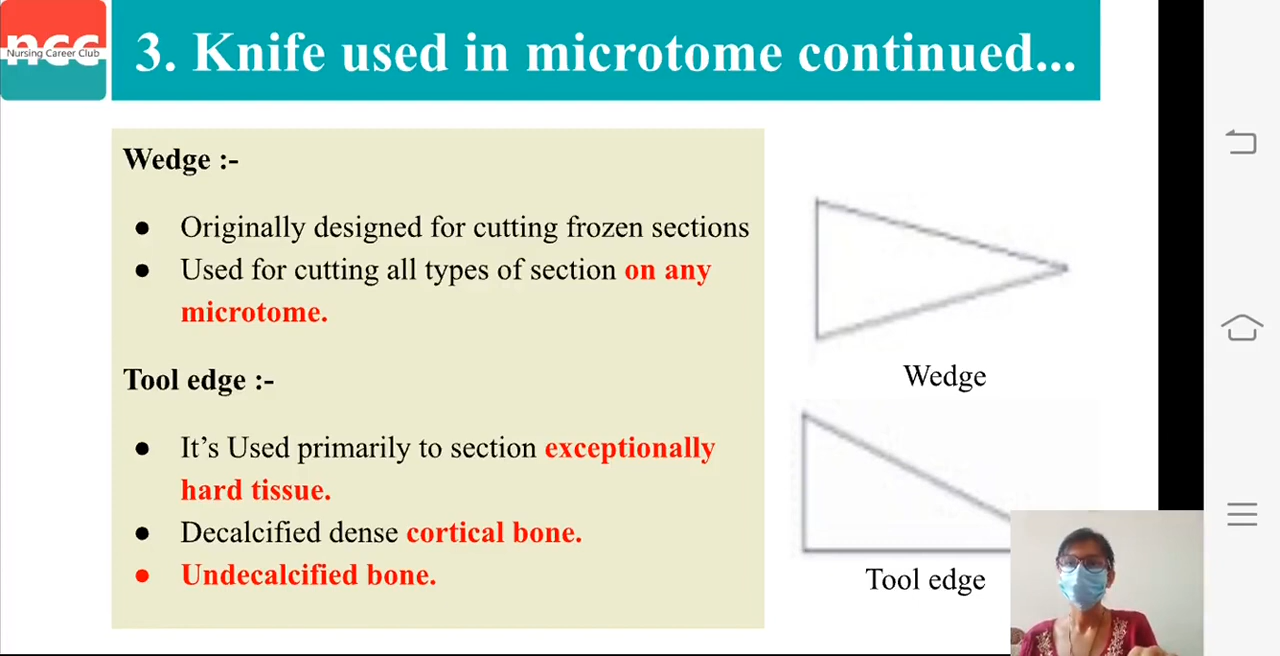 ncc
Nursing Career Club
3. Knife used in microtome continued...
Wedge :-
● Originally designed for cutting frozen sections
● Used for cutting all types of section on any
microtome.
Tool edge :-
● It’s Used primarily to section exceptionally
hard tissue.
● Decalcified dense cortical bone.
● Undecalcified bone.
Wedge
Tool edge